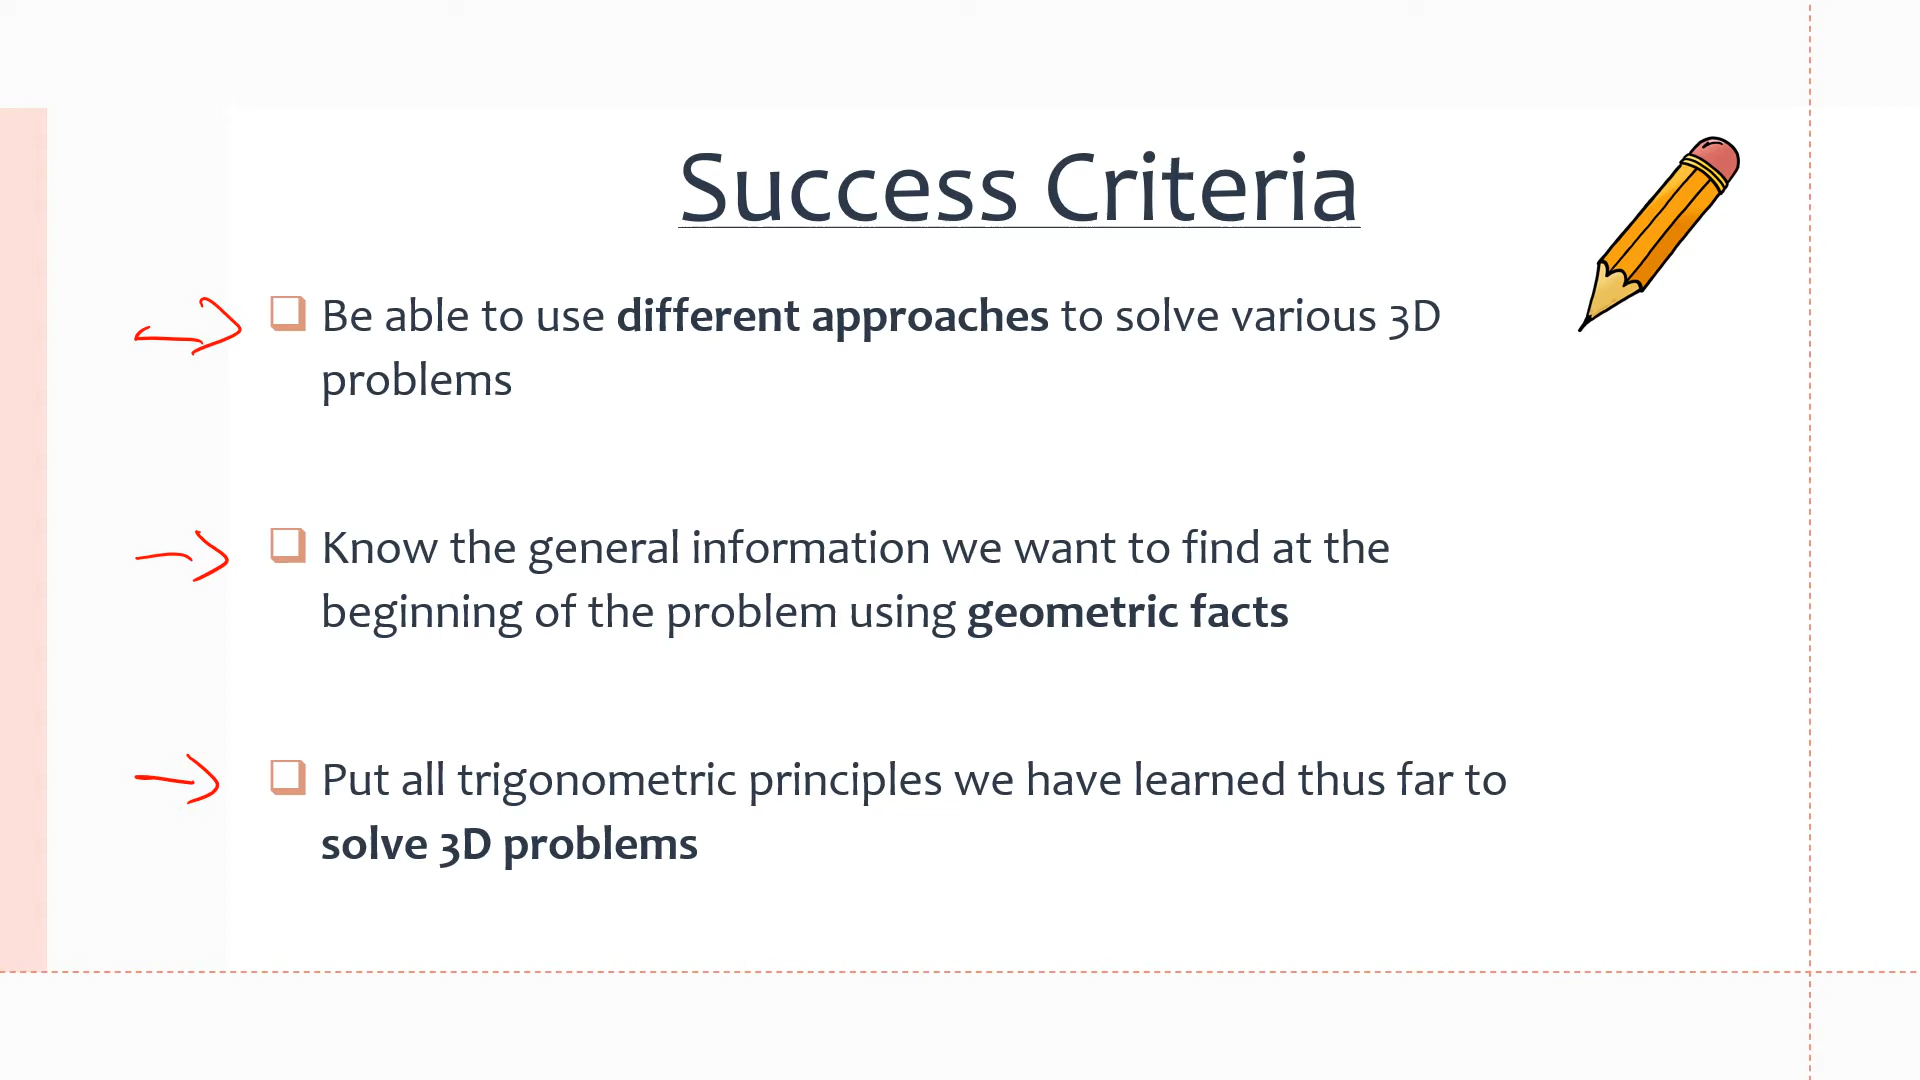 Success Criteria
Be able to use different approaches to solve various 3D
problems
Know the general information we want to find at the
beginning of the problem using geometric facts
Put all trigonometric principles we have learned thus far to
solve 3D problems